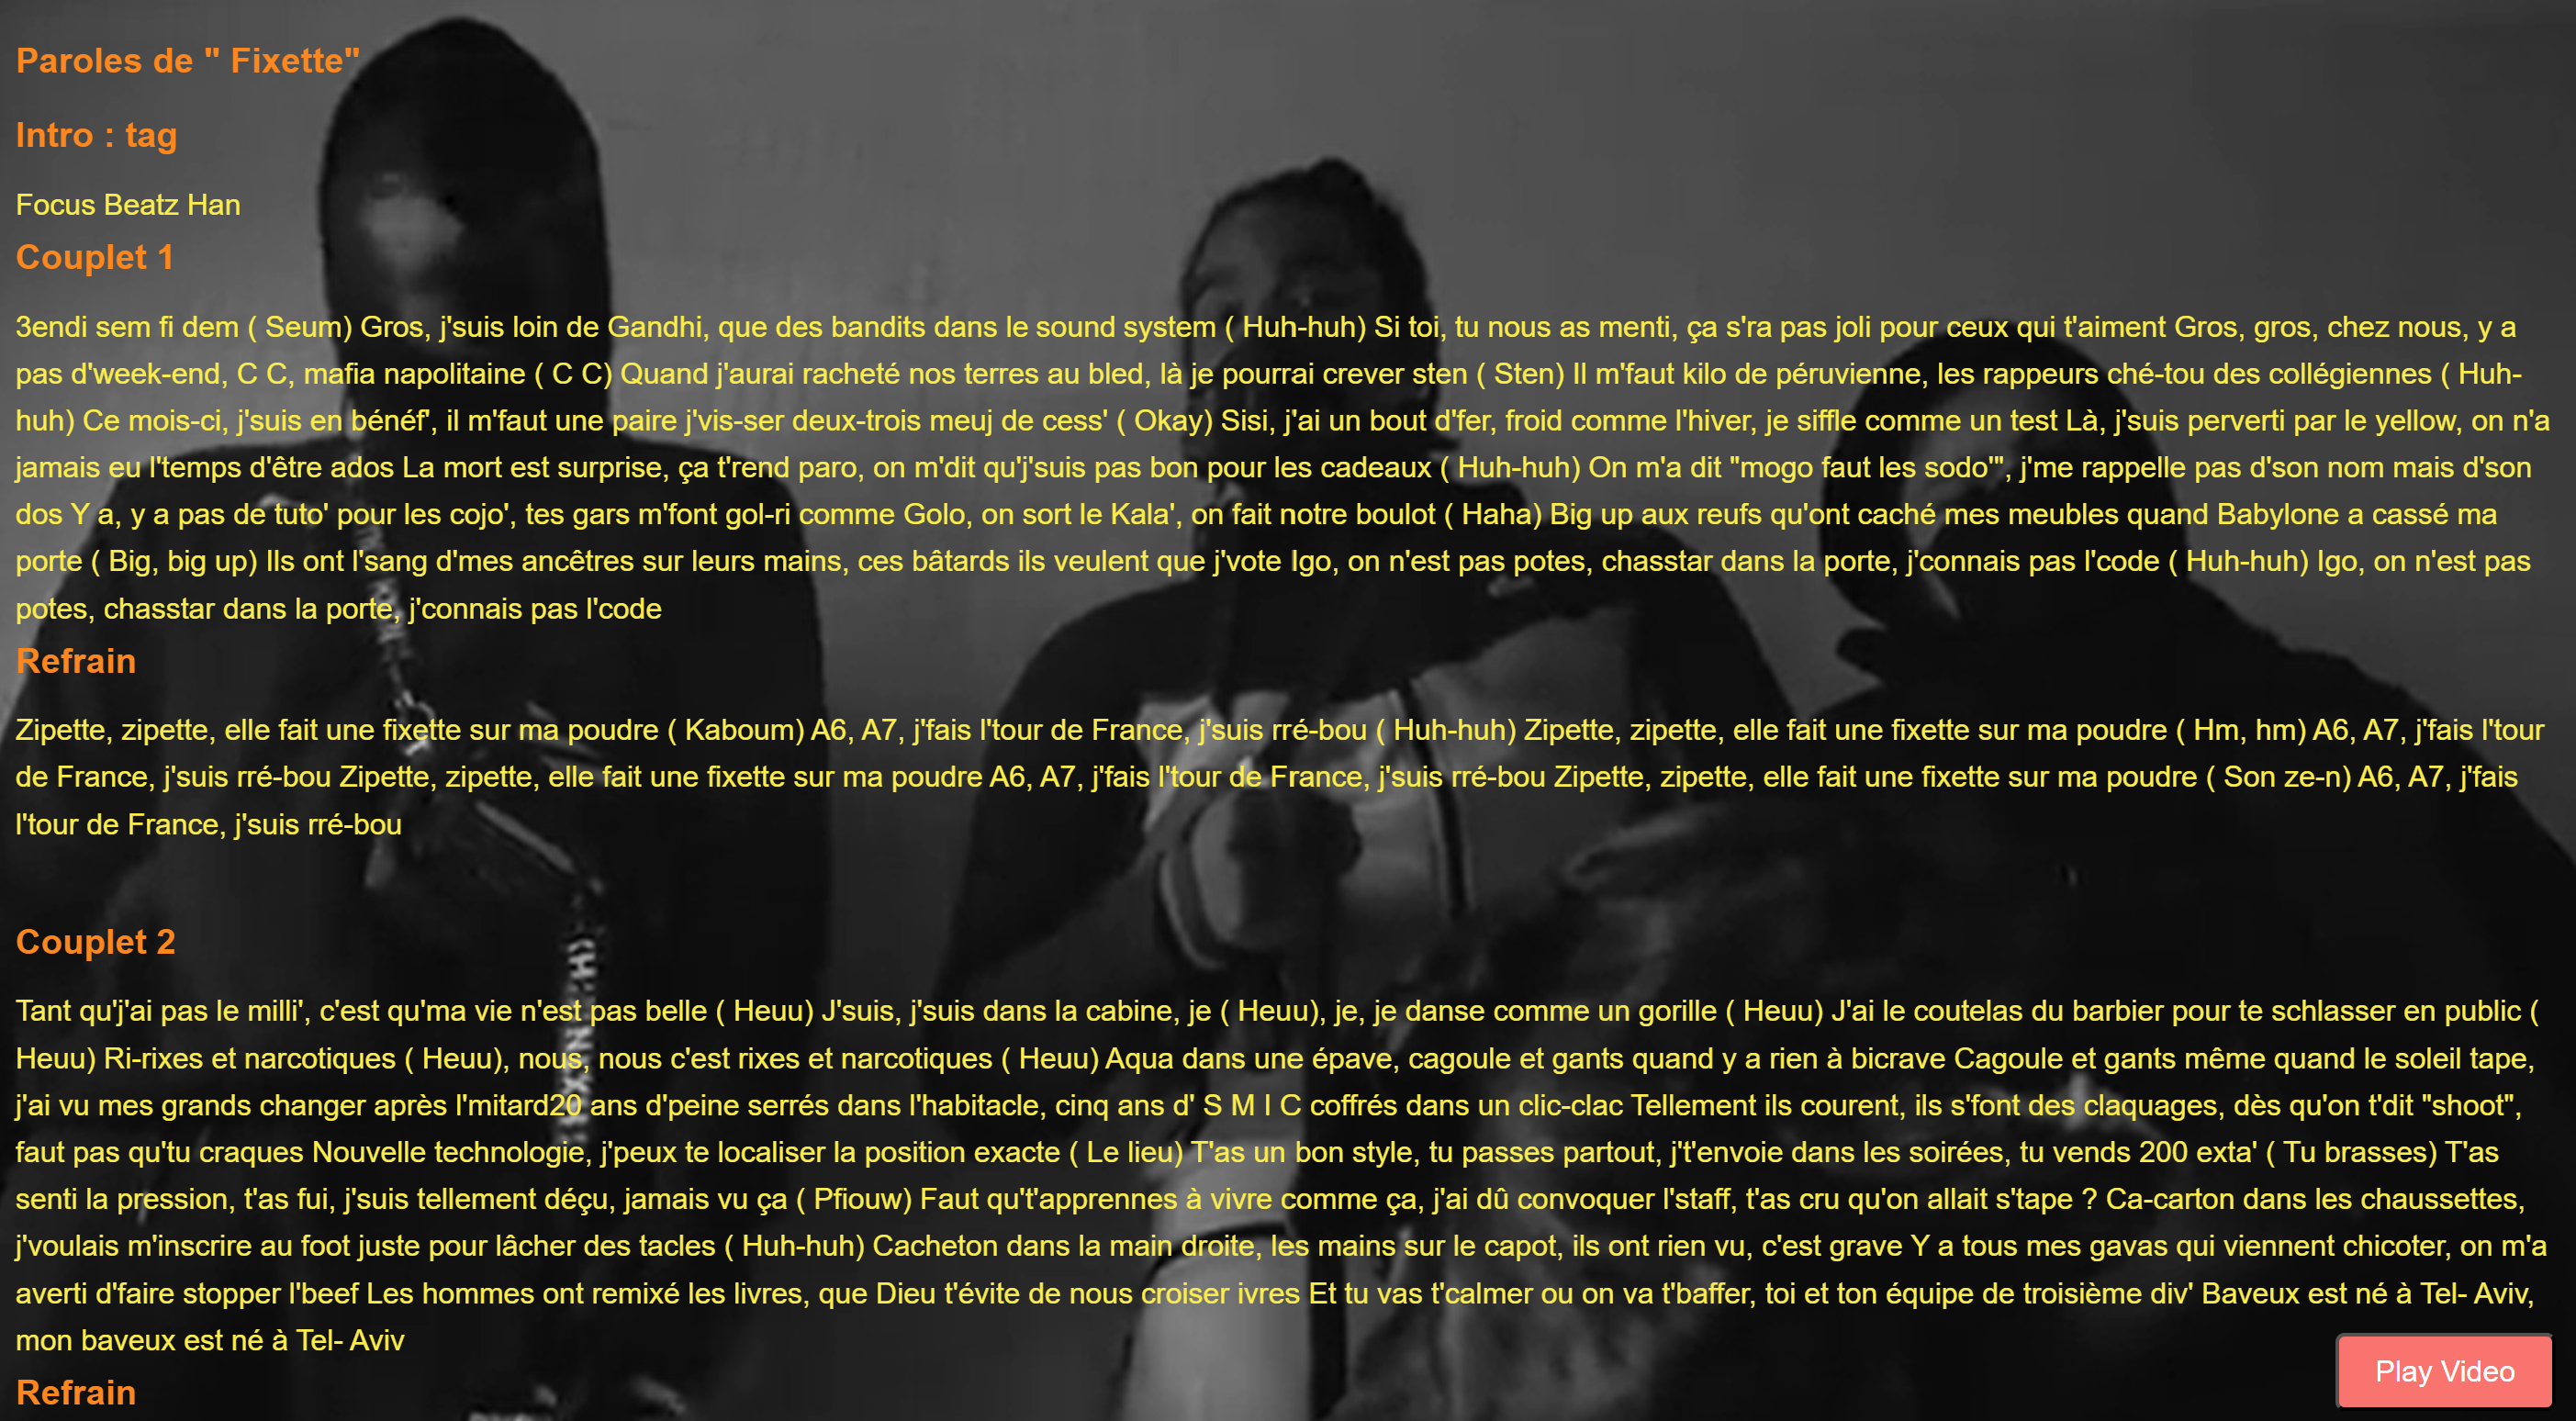 Paroles de " Fixette"
Intro : tag
Focus Beatz Han
Couplet 1
3endi sem fi dem ( Seum) Gros, j'suis loin de Gandhi, que des bandits dans le sound system ( Huh-huh) Si toi, tu nous as menti, ça s'ra pas joli pour ceux qui t'aiment Gros, gros, chez nous, y a
pas d'week-end, C C, mafia napolitaine ( C C) Quand j'aurai racheté nos terres au bled, là je pourrai crever sten ( Sten) Il m'faut kilo de péruvienne, les rappeurs ché-tou des collégiennes ( Huh-
huh) Ce mois-ci, j'suis en bénéf', il m'faut une paire j'vis-ser deux-trois meuj de cess' ( Okay) Sisi, j'ai un bout d'fer, froid comme l'hiver, je siffle comme un test Là, j'suis perverti par le yellow, on n'a
jamais eu l'temps d'être ados La mort est surprise, ça t'rend paro, on m'dit qu'j'suis pas bon pour les cadeaux ( Huh-huh) On m'a dit "mogo faut les sodo'", j'me rappelle pas d'son nom mais d'son
dos Y a, y a pas de tuto' pour les cojo', tes gars m'font gol-ri comme Golo, on sort le Kala', on fait notre boulot ( Haha) Big up aux reufs qu'ont caché mes meubles quand Babylone a cassé ma
porte ( Big, big up) Ils ont l'sang d'mes ancêtres sur leurs mains, ces bâtards ils veulent que j'vote Igo, on n'est pas potes, chasstar dans la porte, j'connais pas l'code ( Huh-huh) Igo, on n'est pas
potes, chasstar dans la porte, j'connais pas l'code
Refrain
Zipette, zipette, elle fait une fixette sur ma poudre ( Kaboum) A6, A7, j'fais l'tour de France, j'suis rré-bou ( Huh-huh) Zipette, zipette, elle fait une fixette sur ma poudre ( Hm, hm) A6, A7, j'fais l'tour
de France, j'suis rré-bou Zipette, zipette, elle fait une fixette sur ma poudre A6, A7, j'fais l'tour de France, j'suis rré-bou Zipette, zipette, elle fait une fixette sur ma poudre ( Son ze-n) A6, A7, j'fais
l'tour de France, j'suis rré-bou
Couplet 2
Tant qu'j'ai pas le milli', c'est qu'ma vie n'est pas belle ( Heuu) J'suis, j'suis dans la cabine, je ( Heuu), je, je danse comme un gorille ( Heuu) J'ai le coutelas du barbier pour te schlasser en public (
Heuu) Ri-rixes et narcotiques ( Heuu), nous, nous c'est rixes et narcotiques ( Heuu) Aqua dans une épave, cagoule et gants quand y a rien à bicrave Cagoule et gants même quand le soleil tape,
j'ai vu mes grands changer après l'mitard20 ans d'peine serrés dans l'habitacle, cinq ans d' S M I C coffrés dans un clic-clac Tellement ils courent, ils s'font des claquages, dès qu'on t'dit "shoot",
faut pas qu'tu craques Nouvelle technologie, j'peux te localiser la position exacte ( Le lieu) T'as un bon style, tu passes partout, j't'envoie dans les soirées, tu vends 200 exta' ( Tu brasses) T'as
senti la pression, t'as fui, j'suis tellement déçu, jamais vu ça ( Pfiouw) Faut qu't'apprennes à vivre comme ça, j'ai dû convoquer l'staff, t'as cru qu'on allait s'tape ? Ca-carton dans les chaussettes,
j'voulais m'inscrire au foot juste pour lâcher des tacles ( Huh-huh) Cacheton dans la main droite, les mains sur le capot, ils ont rien vu, c'est grave Y a tous mes gavas qui viennent chicoter, on m'a
averti d'faire stopper l'beef Les hommes ont remixé les livres, que Dieu t'évite de nous croiser ivres Et tu vas t'calmer ou on va t'baffer, toi et ton équipe de troisième div' Baveux est né à Tel- Aviv,
mon baveux est né à Tel- Aviv
Play Video
Refrain